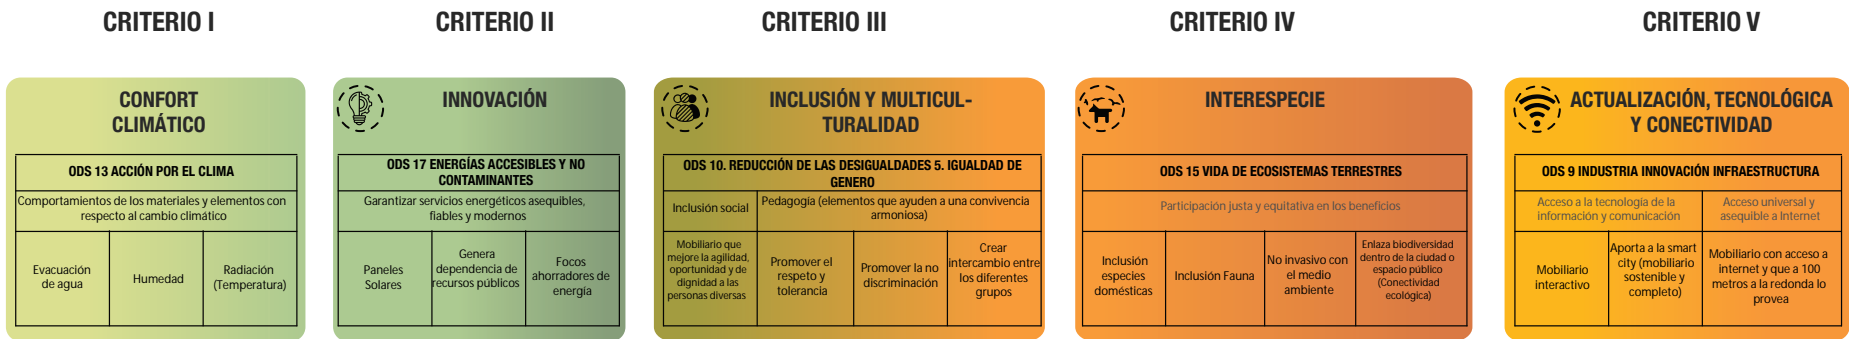 CRITERIO I
CRITERIO II
CRITERIO III
CRITERIO IV
CRITERIO V
CONFORT
CLIMÁTICO
ODS 13 ACCIÓN POR EL CLIMA
Comportamientos de los materiales y elementos con
respecto al cambio climático
Evacuación
de agua
Humedad
Radiación
(Temperatura)
INNOVACIÓN
ODS 17 ENERGÍAS ACCESIBLES Y NO
CONTAMINANTES
Garantizar servicios energéticos asequibles,
fiables y modernos
Paneles
Solares
Genera
dependencia de
recursos públicos
Focos
ahorradores de
energía
INCLUSIÓN Y MULTICUL-
TURALIDAD
ODS 10. REDUCCIÓN DE LAS DESIGUALDADES 5. IGUALDAD DE
GENERO
Inclusión social
Pedagogía (elementos que ayuden a una convivencia
armoniosa)
Mobiliario que
mejore la agilidad,
oportunidad y de
dignidad a las
personas diversas
Promover el
respeto y
tolerancia
Promover la no
discriminación
Crear
intercambio entre
los diferentes
grupos
INTERESPECIE
ODS 15 VIDA DE ECOSISTEMAS TERRESTRES
Participación justa y equitativa en los beneficios
Inclusión
especies
domésticas
Inclusión Fauna
No invasivo con
el medio
ambiente
Enlaza biodiversidad
dentro de la ciudad o
espacio público
(Conectividad
ecológica)
ACTUALIZACIÓN, TECNOLÓGICA
Y CONECTIVIDAD
ODS 9 INDUSTRIA INNOVACIÓN INFRAESTRUCTURA
Acceso a la tecnología de la
información y comunicación
Acceso universal y
asequible a Internet
Mobiliario
interactivo
Aporta a la smart
city (mobiliario
sostenible y
completo)
Mobiliario con acceso a
internet y que a 100
metros a la redonda lo
provea